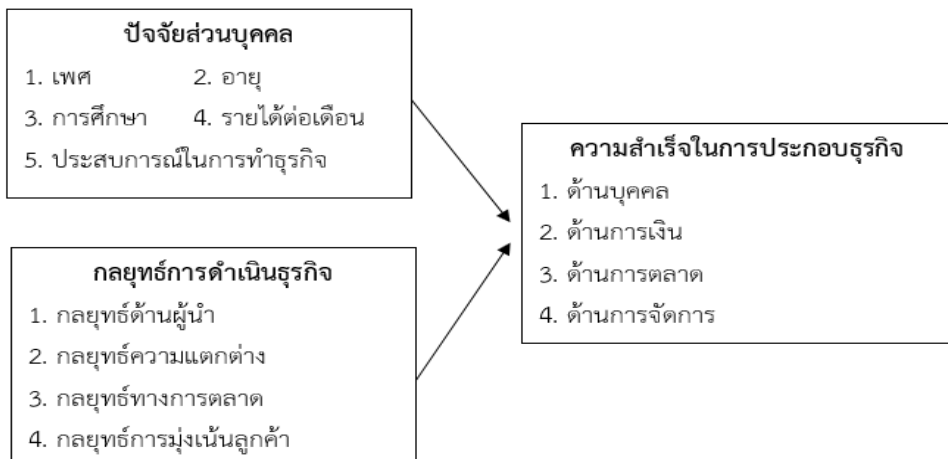 ปัจจัยส่วนบุคคล
1. เพศ 2. อายุ
3. การศึกษา 4. รายได้ต่อเดือน
5. ประสบการณ์ในการทำธุรกิจ
กลยุทธ์การดำเนินธุรกิจ
1. กลยุทธ์ด้านผู้นำ
2. กลยุทธ์ความแตกต่าง
3. กลยุทธ์ทางการตลาด
4. กลยุทธ์การมุ่งเน้นลูกค้า
ความสำเร็จในการประกอบธุรกิจ
1. ด้านบุคคล
2. ด้านการเงิน
3. ด้านการตลาด
4. ด้านการจัดการ